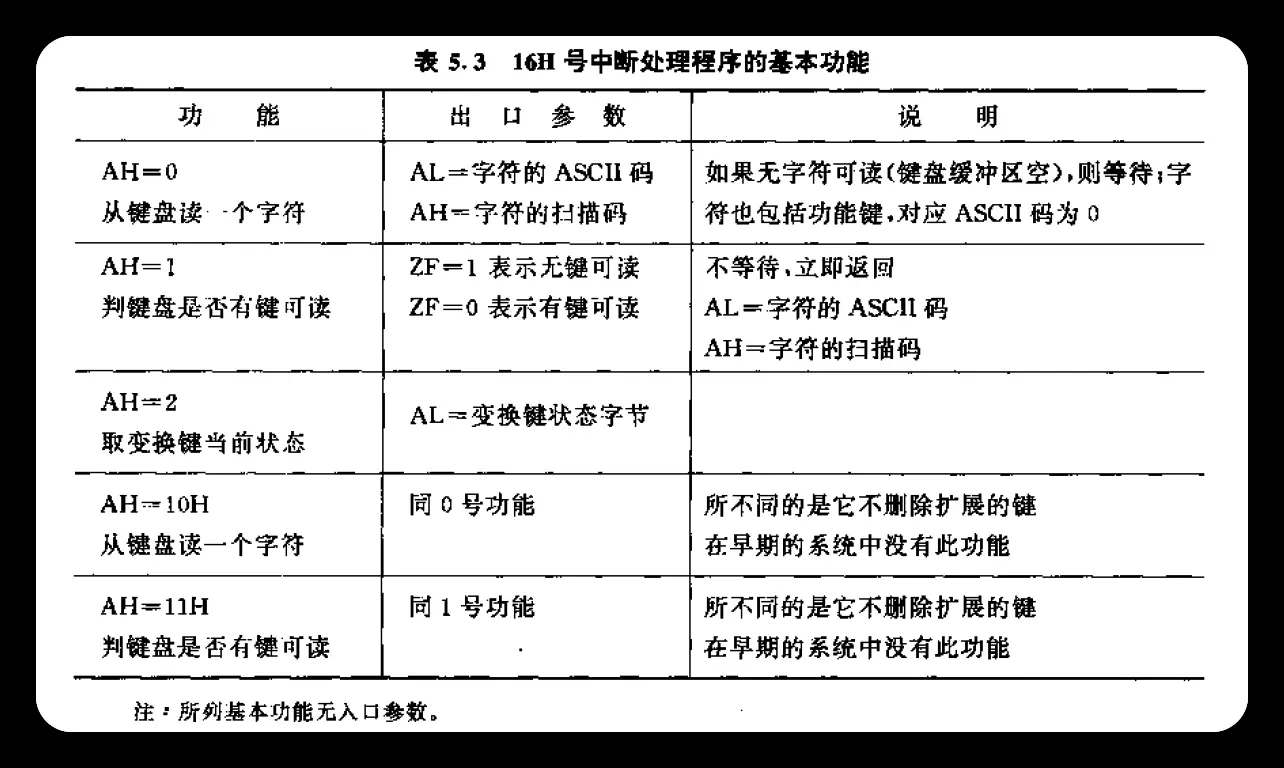 表 5.3 16H 号中断处理程序的基本功能
功 能 出 口 参 数 说 明
AH=0 AL=字符的 ASCII 码 如果无字符可读(键盘缓冲区空),则等待;字
从键盘读一个字符 AH=字符的扫描码 符也包括功能键,对应 ASCII 码为 0
AH=1 ZF=1 表示无键可读 不等待,立即返回
判键盘是否有键可读 ZF=0 表示有键可读 AL=字符的 ASCII 码
AH=字符的扫描码
AH=2
AL=变换键状态字节
取变换键当前状态
AH=10H 同 0 号功能 所不同的是它不删除扩展的键
从键盘读一个字符 在早期的系统中没有此功能
AH=11H 同 1 号功能 所不同的是它不删除扩展的键
判键盘是否有键可读 在早期的系统中没有此功能
注:所列基本功能无入口参数。